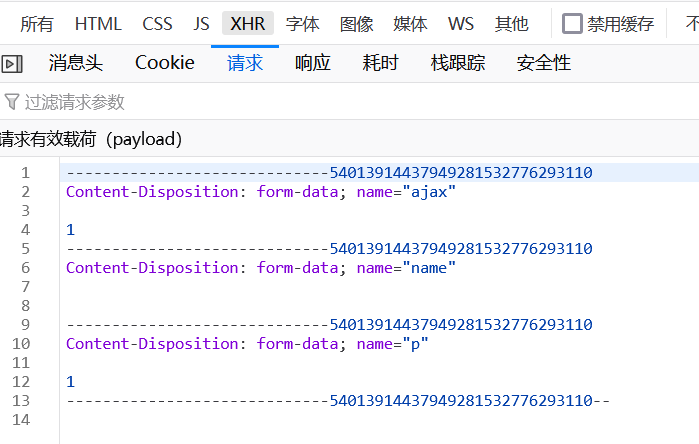 所有 HTML CSS JS XHR 字体 图像 媒体 WS 其他 禁用缓存
消息头 Cookie 请求 响应 耗时 栈跟踪 安全性
过滤请求参数
请求有效载荷（payload）
1 -----------------------------540139144379492815327762​93110
2 Content-Disposition: form-data; name="ajax"
3
4 1
5 -----------------------------54013914437949281532776293110
6 Content-Disposition: form-data; name="name"
7
8
9 -----------------------------54013914437949281532776293110
10 Content-Disposition: form-data; name="p"
11
12 1
13 -----------------------------54013914437949281532776293110--
14